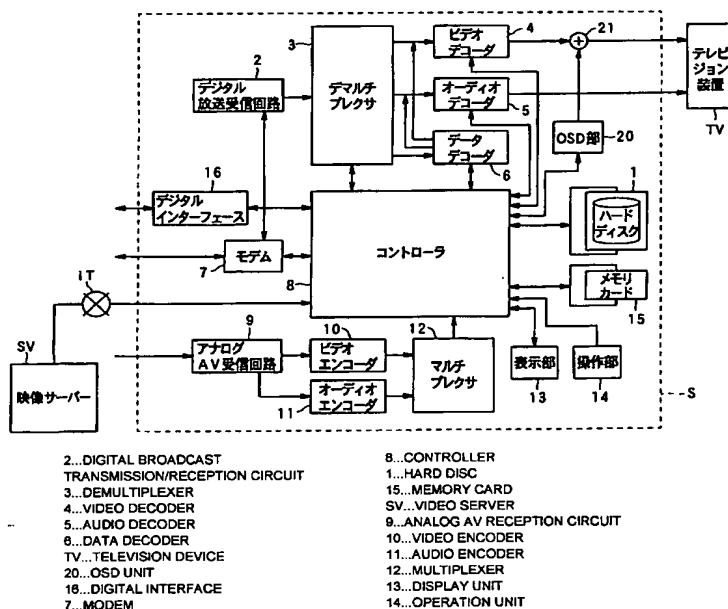 4
21
ビデオ
デコーダ
3
2
デジタル
放送受信回路
デマルチ
プレクサ
オーディオ
デコーダ
5
テレビ
ジョン
装置
TV
データ
デコーダ
6
OSD部
20
16
デジタル
インターフェース
1
ハード
ディスク
コントローラ
モデム
7
8
iT
メモリ
カード
15
SV
映像サーバー
9
アナログ
AV受信回路
10
ビデオ
エンコーダ
オーディオ
エンコーダ
11
12
マルチ
プレクサ
表示部
13
操作部
14
S
2...DIGITAL BROADCAST
TRANSMISSION/RECEPTION CIRCUIT
3...DEMULTIPLEXER
4...VIDEO DECODER
5...AUDIO DECODER
6...DATA DECODER
TV...TELEVISION DEVICE
20...OSD UNIT
16...DIGITAL INTERFACE
7...MODEM
8...CONTROLLER
1...HARD DISC
15...MEMORY CARD
SV...VIDEO SERVER
9...ANALOG AV RECEPTION CIRCUIT
10...VIDEO ENCODER
11...AUDIO ENCODER
12...MULTIPLEXER
13...DISPLAY UNIT
14...OPERATION UNIT